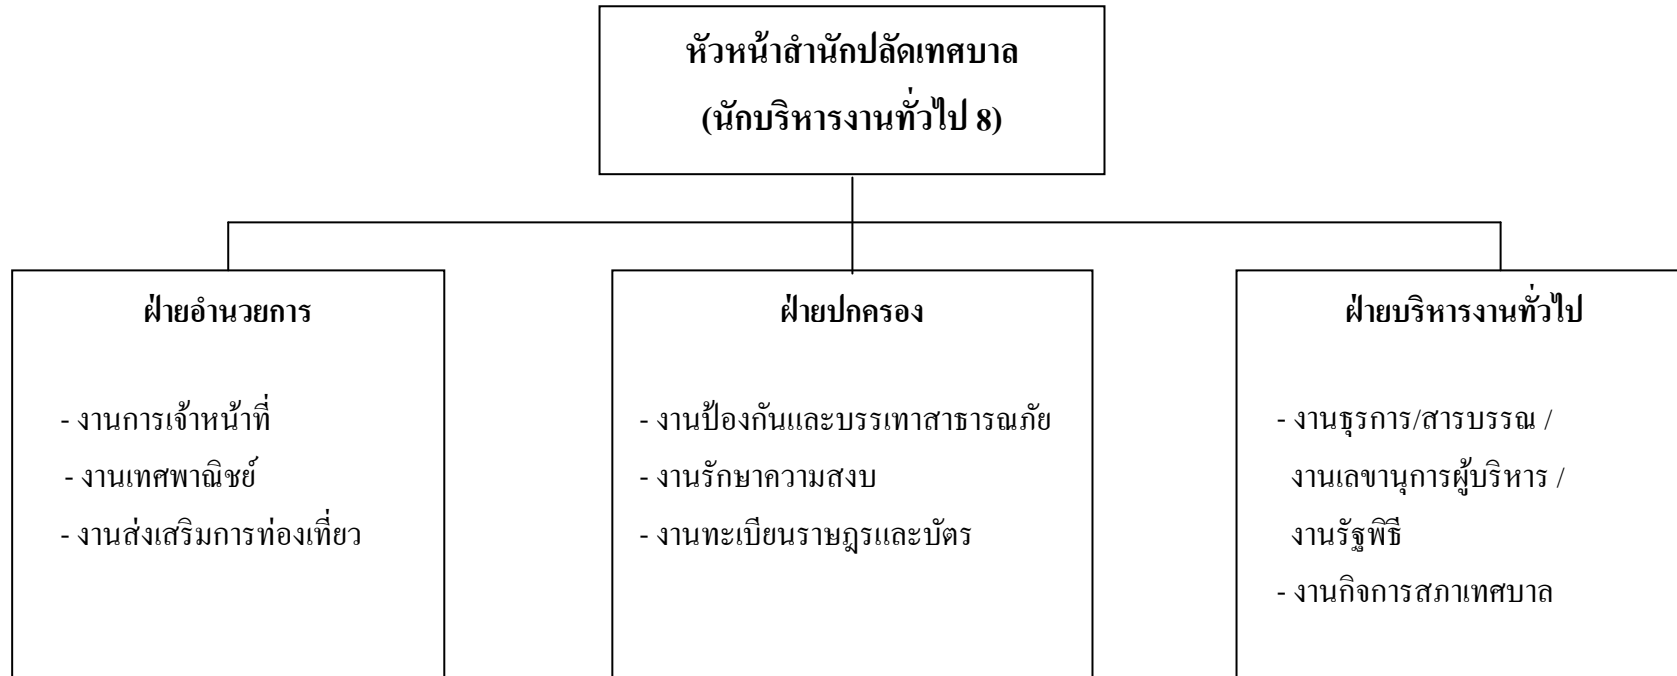 หัวหน้าสำนักปลัดเทศบาล
(นักบริหารงานทั่วไป 8)
ฝ่ายอำนวยการ
- งานการเจ้าหน้าที่
- งานเทศพาณิชย์
- งานส่งเสริมการท่องเที่ยว
ฝ่ายปกครอง
- งานป้องกันและบรรเทาสาธารณภัย
- งานรักษาความสงบ
- งานทะเบียนราษฎรและบัตร
ฝ่ายบริหารงานทั่วไป
- งานธุรการ/สารบรรณ /
งานเลขานุการผู้บริหาร /
งานรัฐพิธี
- งานกิจการสภาเทศบาล